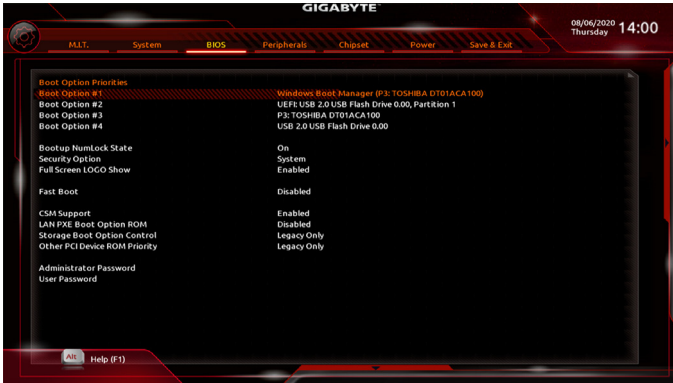 GIGABYTE™
08/06/2020 Thursday 14:00
M.I.T. System BIOS Peripherals Chipset Power Save & Exit
Boot Option Priorities
Boot Option #1 Windows Boot Manager (P3: TOSHIBA DT01ACA100)
Boot Option #2 UEFI: USB 2.0 USB Flash Drive 0.00, Partition 1
Boot Option #3 P3: TOSHIBA DT01ACA100
Boot Option #4 USB 2.0 USB Flash Drive 0.00
Bootup NumLock State On
Security Option System
Full Screen LOGO Show Enabled
Fast Boot Disabled
CSM Support Enabled
LAN PXE Boot Option ROM Disabled
Storage Boot Option Control Legacy Only
Other PCI Device ROM Priority Legacy Only
Administrator Password
User Password
Alt Help (F1)